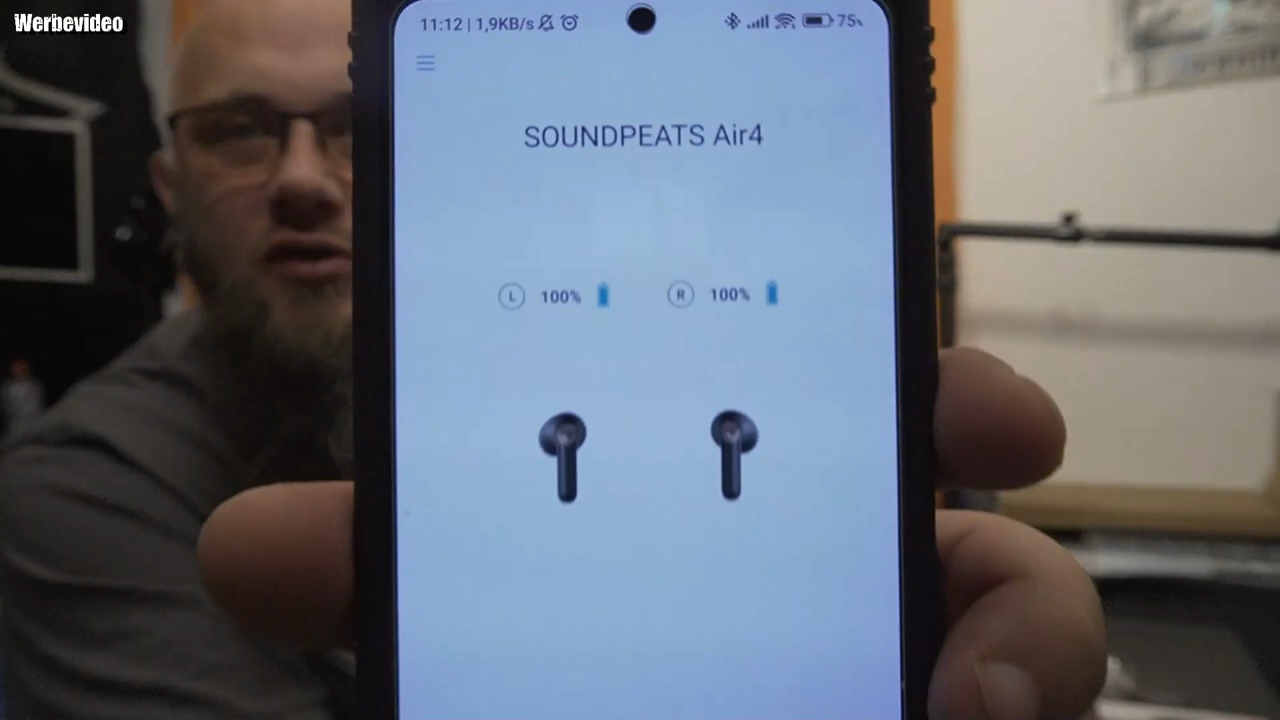 Werbevideo
11:12 | 1,9KB/s
75%
SOUNDPEATS Air4
L 100% R 100%